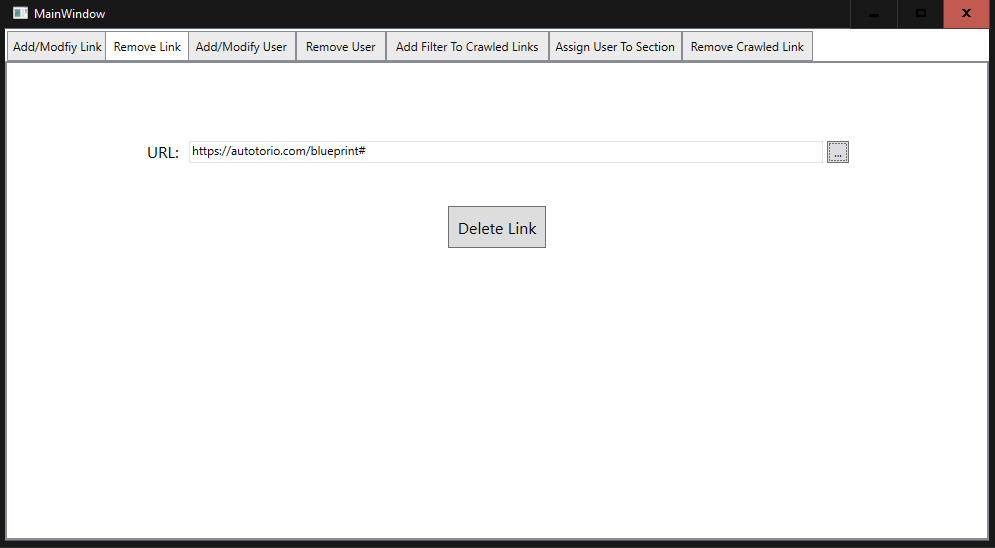 MainWindow
Add/Modfiy Link Remove Link Add/Modify User Remove User Add Filter To Crawled Links Assign User To Section Remove Crawled Link
URL: https://autotorio.com/blueprint# ...
Delete Link